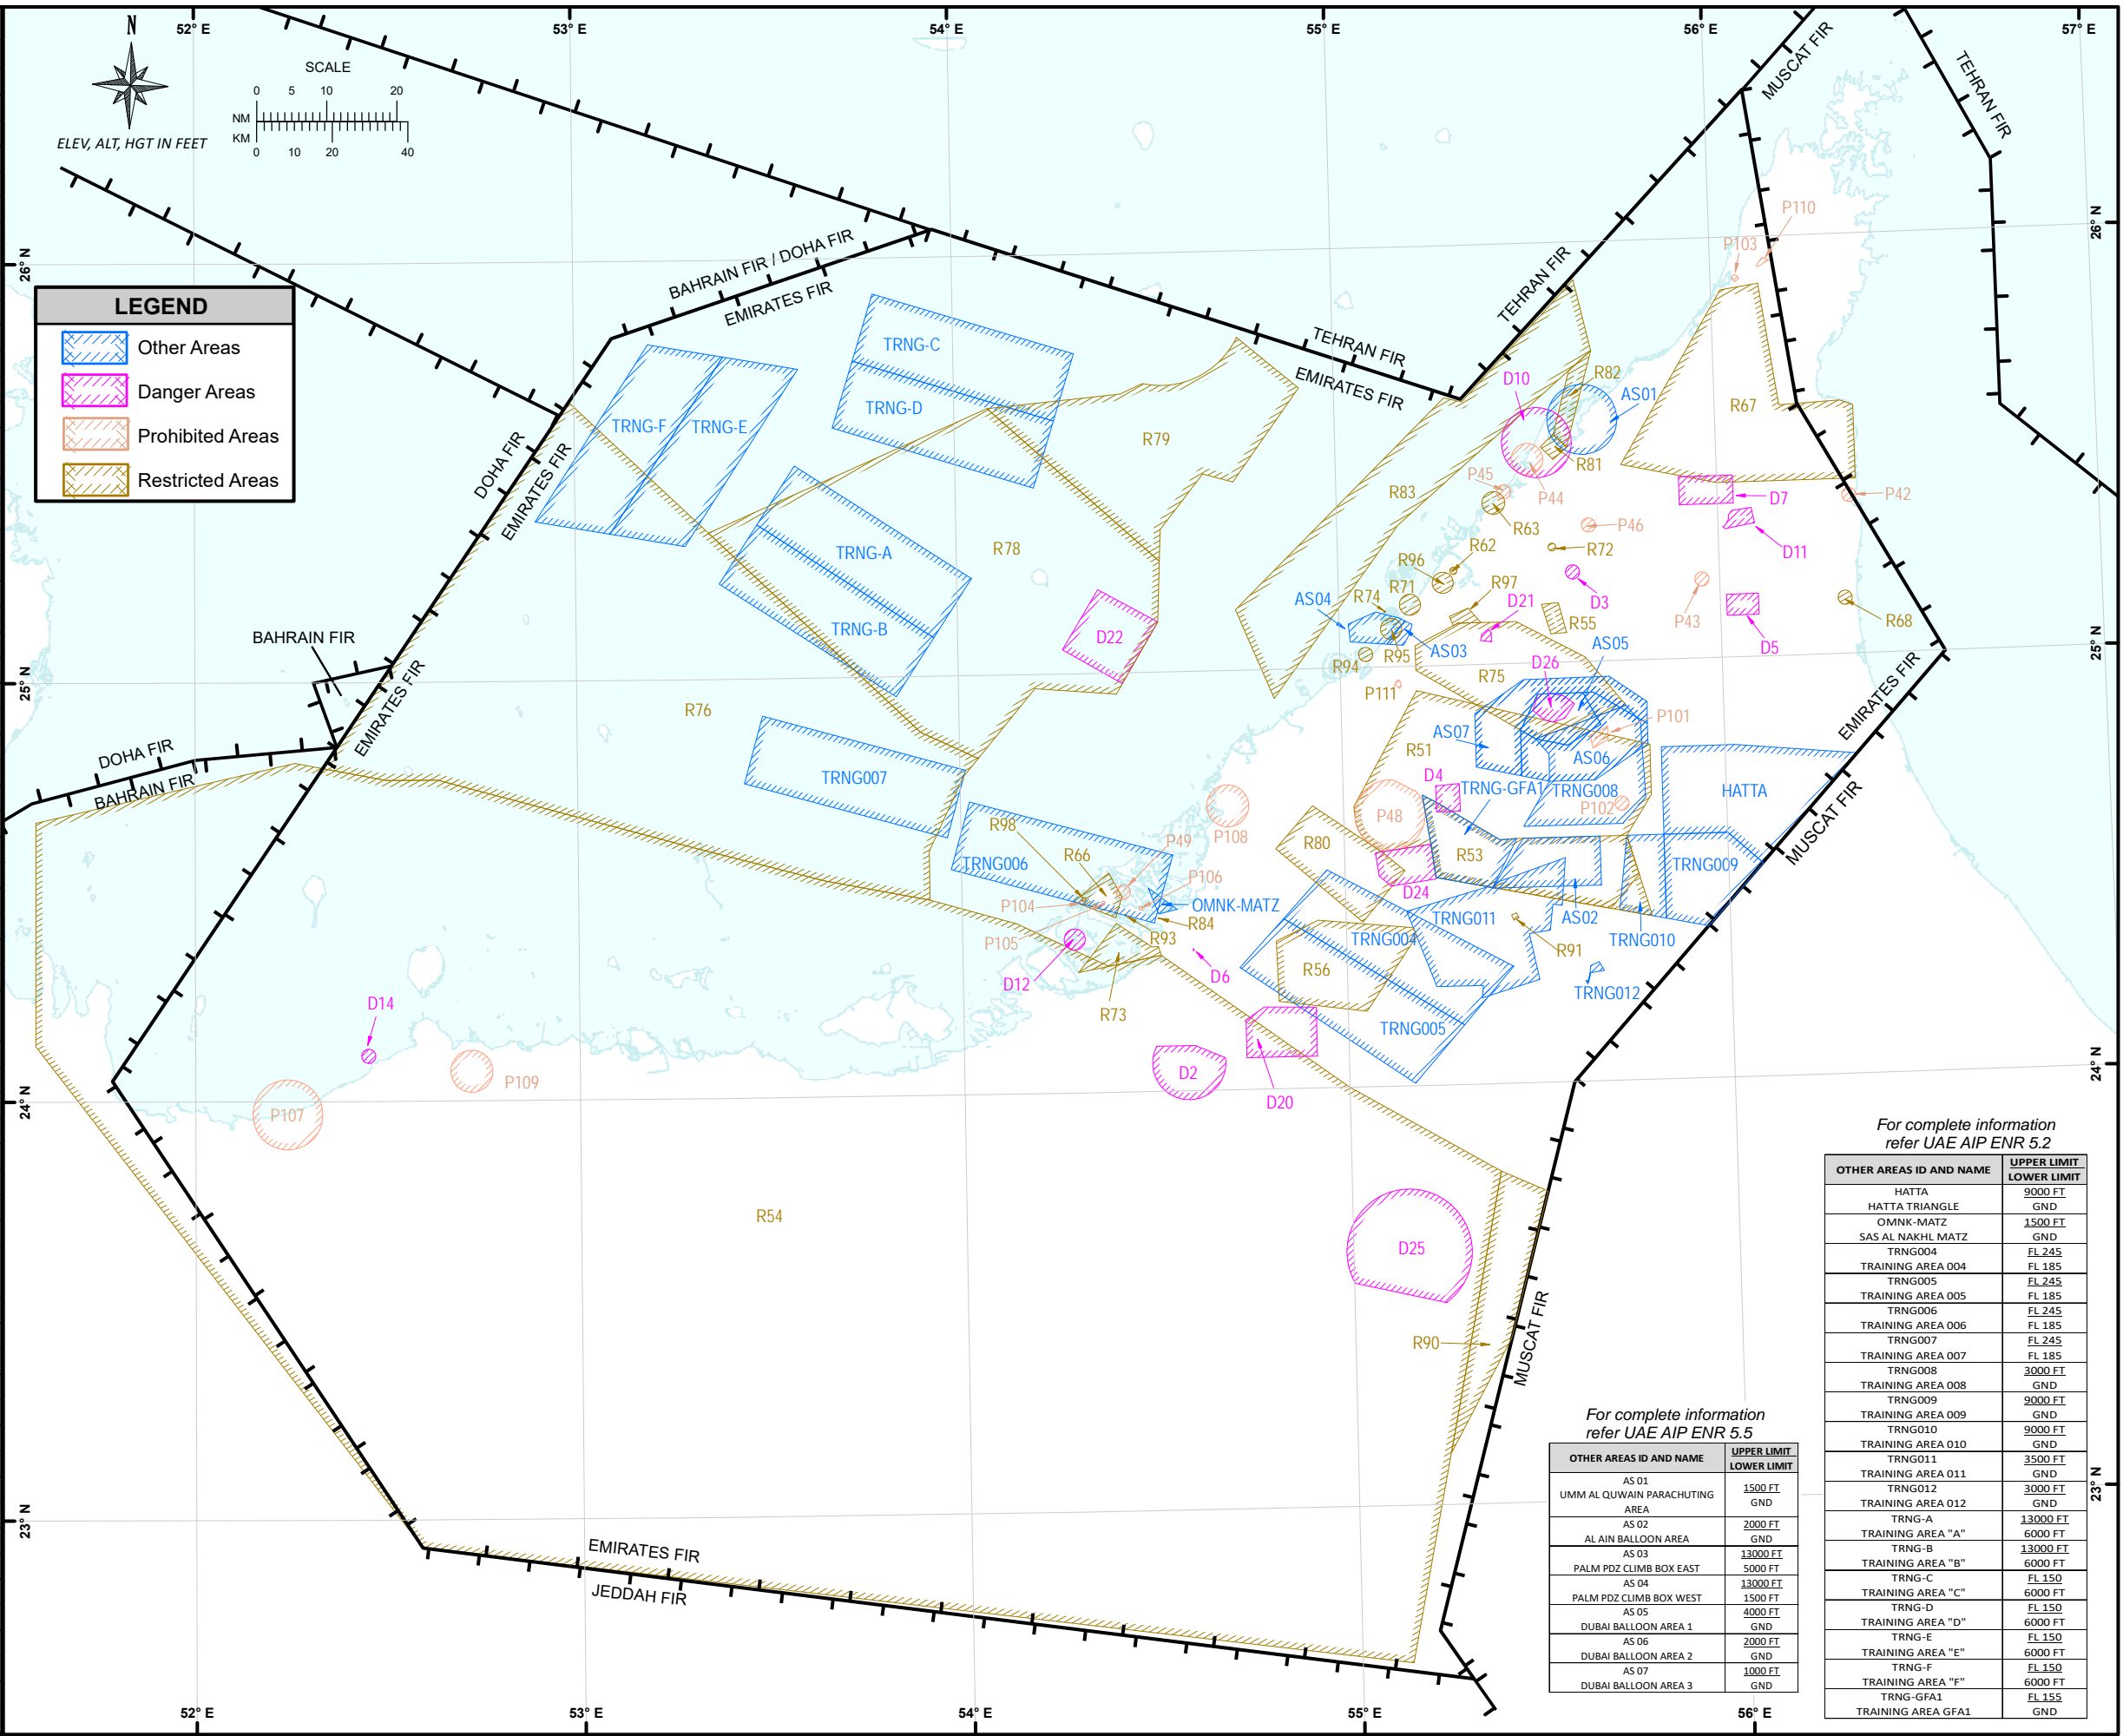 52° E
53° E
54° E
55° E
56° E
57° E
N
SCALE
0 5 10 20
NM
KM
0 10 20 40
ELEV, ALT, HGT IN FEET
MUSCAT FIR
TEHRAN FIR
26° N
26° N
BAHRAIN FIR / DOHA FIR
EMIRATES FIR
TEHRAN FIR
TEHRAN FIR
EMIRATES FIR
P110
P103
LEGEND
Other Areas
Danger Areas
Prohibited Areas
Restricted Areas
TRNG-C
TRNG-D
TRNG-F
TRNG-E
R79
D10
R82
AS01
R67
DOHA FIR
EMIRATES FIR
R83
P45
P44
R81
D7
P42
R63
P46
D11
TRNG-A
R78
R62
R72
R96
R97
D3
P43
R71
D21
R74
AS04
R55
R68
TRNG-B
D22
AS05
D5
BAHRAIN FIR
R94
R95
AS03
D26
25° N
25° N
EMIRATES FIR
P111
R75
R76
P101
EMIRATES FIR
DOHA FIR
BAHRAIN FIR
AS07
R51
AS06
TRNG007
D4
TRNG-GFA1
TRNG008
HATTA
P102
MUSCAT FIR
R98
P108
P48
P49
R66
R80
R53
TRNG006
P106
D24
TRNG009
P104
OMNK-MATZ
R84
TRNG011
AS02
P105
R93
TRNG004
R91
TRNG010
D12
D6
R56
TRNG012
D14
R73
TRNG005
P109
D2
D20
P107
24° N
24° N
R54
D25
R90
MUSCAT FIR
For complete information
refer UAE AIP ENR 5.2
OTHER AREAS ID AND NAME UPPER LIMIT
LOWER LIMIT
HATTA 9000 FT
HATTA TRIANGLE GND
OMNK-MATZ 1500 FT
SAS AL NAKHL MATZ GND
TRNG004 FL 245
TRAINING AREA 004 FL 185
TRNG005 FL 245
TRAINING AREA 005 FL 185
TRNG006 FL 245
TRAINING AREA 006 FL 185
TRNG007 FL 245
TRAINING AREA 007 FL 185
TRNG008 3000 FT
TRAINING AREA 008 GND
TRNG009 9000 FT
TRAINING AREA 009 GND
TRNG010 9000 FT
TRAINING AREA 010 GND
TRNG011 3500 FT
TRAINING AREA 011 GND
TRNG012 3000 FT
TRAINING AREA 012 GND
TRNG-A 13000 FT
TRAINING AREA "A" 6000 FT
TRNG-B 13000 FT
TRAINING AREA "B" 6000 FT
TRNG-C FL 150
TRAINING AREA "C" 6000 FT
TRNG-D FL 150
TRAINING AREA "D" 6000 FT
TRNG-E FL 150
TRAINING AREA "E" 6000 FT
TRNG-F FL 150
TRAINING AREA "F" 6000 FT
TRNG-GFA1 FL 155
TRAINING AREA GFA1 GND
For complete information
refer UAE AIP ENR 5.5
OTHER AREAS ID AND NAME UPPER LIMIT
LOWER LIMIT
AS 01
UMM AL QUWAIN PARACHUTING
AREA
1500 FT
GND
AS 02 2000 FT
AL AIN BALLOON AREA GND
AS 03 13000 FT
PALM PDZ CLIMB BOX EAST 5000 FT
AS 04 13000 FT
PALM PDZ CLIMB BOX WEST 1500 FT
AS 05 4000 FT
DUBAI BALLOON AREA 1 GND
AS 06 2000 FT
DUBAI BALLOON AREA 2 GND
AS 07 1000 FT
DUBAI BALLOON AREA 3 GND
23° N
23° N
EMIRATES FIR
JEDDAH FIR
52° E
53° E
54° E
55° E
56° E